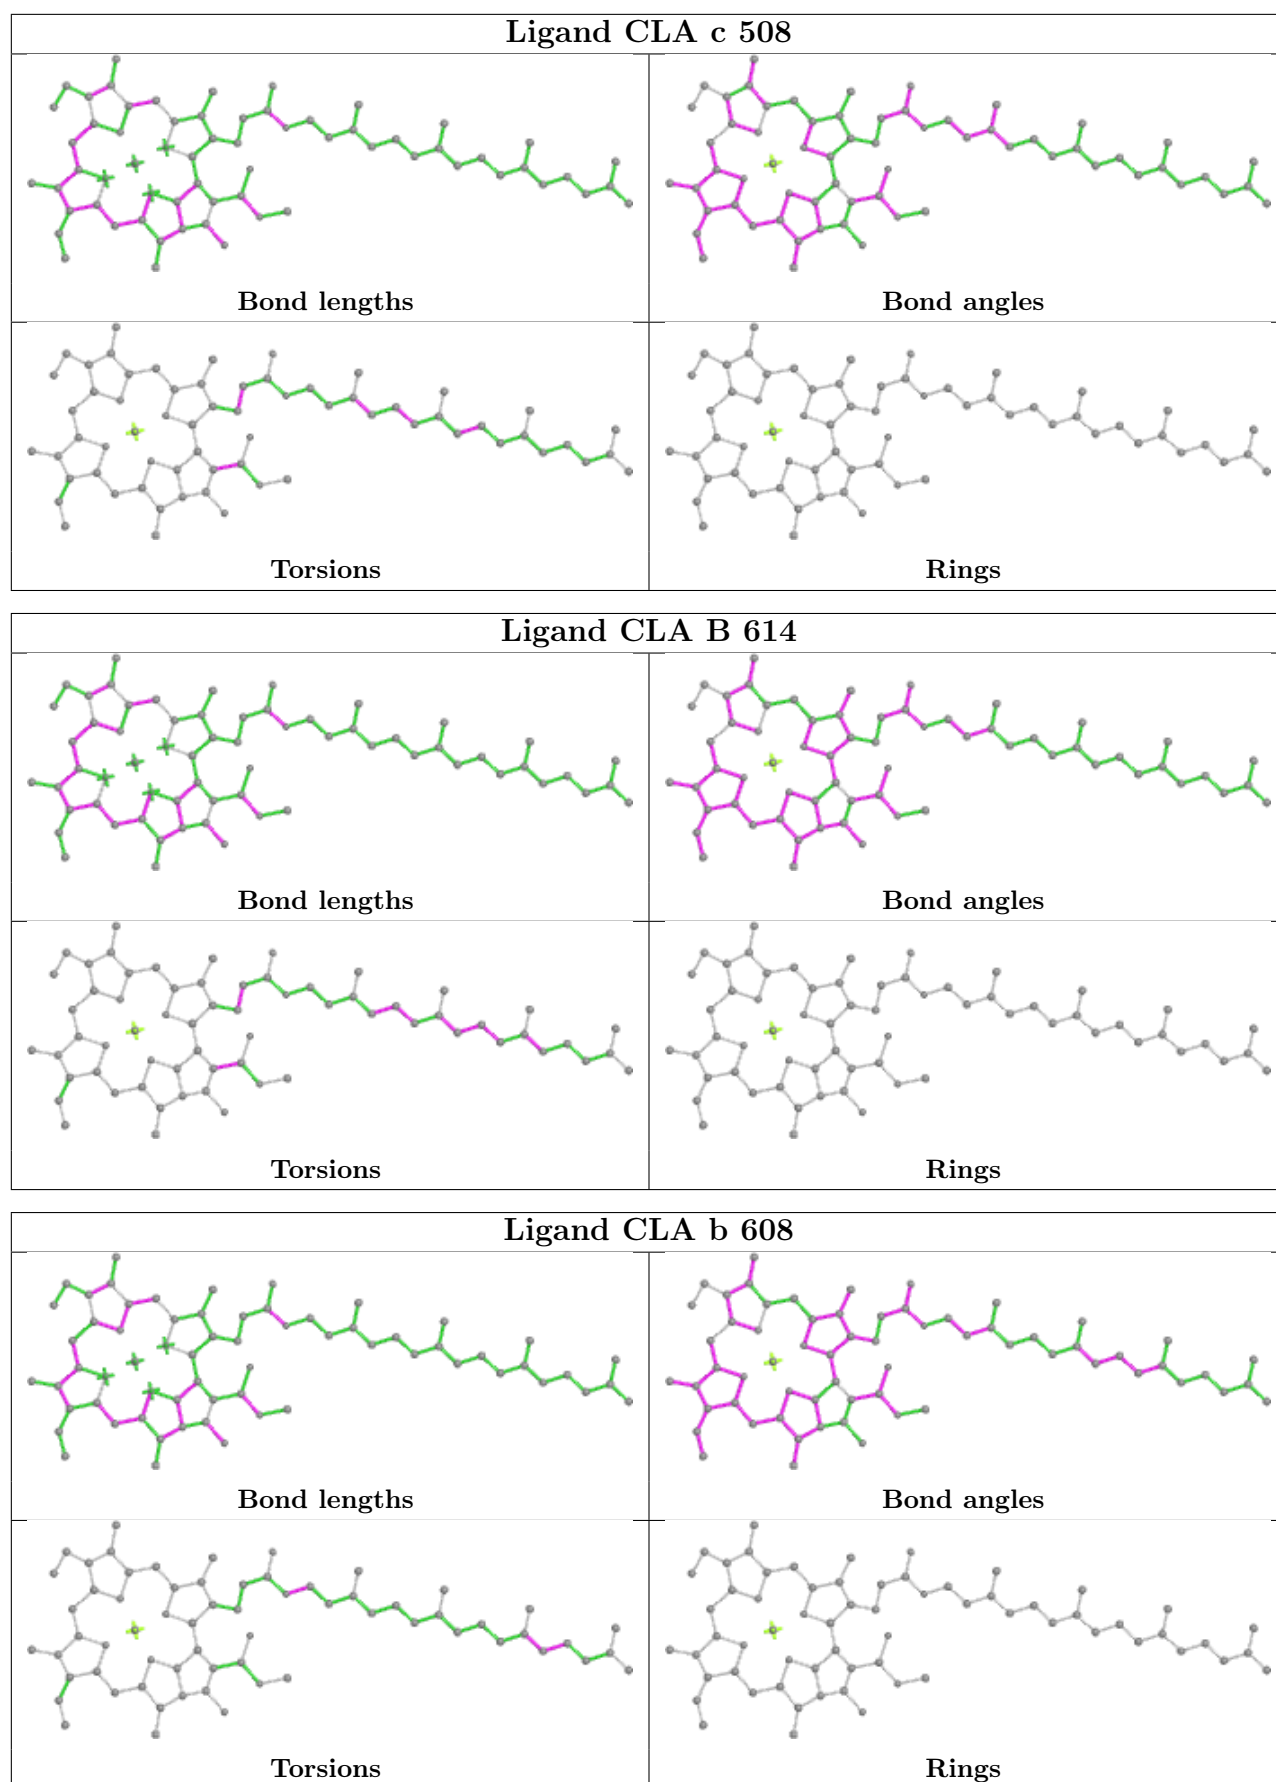 Ligand CLA c 508
Bond lengths
Bond angles
Torsions
Rings
Ligand CLA B 614
Bond lengths
Bond angles
Torsions
Rings
Ligand CLA b 608
Bond lengths
Bond angles
Torsions
Rings